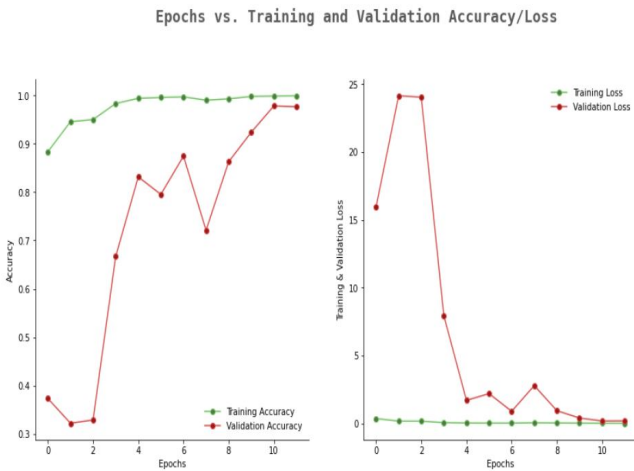 Epochs vs. Training and Validation Accuracy/Loss
Accuracy
1.0
0.9
0.8
0.7
0.6
0.5
0.4
0.3
0 2 4 6 8 10
Epochs
Training Accuracy
Validation Accuracy
Training & Validation Loss
25
20
15
10
5
0
0 2 4 6 8 10
Epochs
Training Loss
Validation Loss